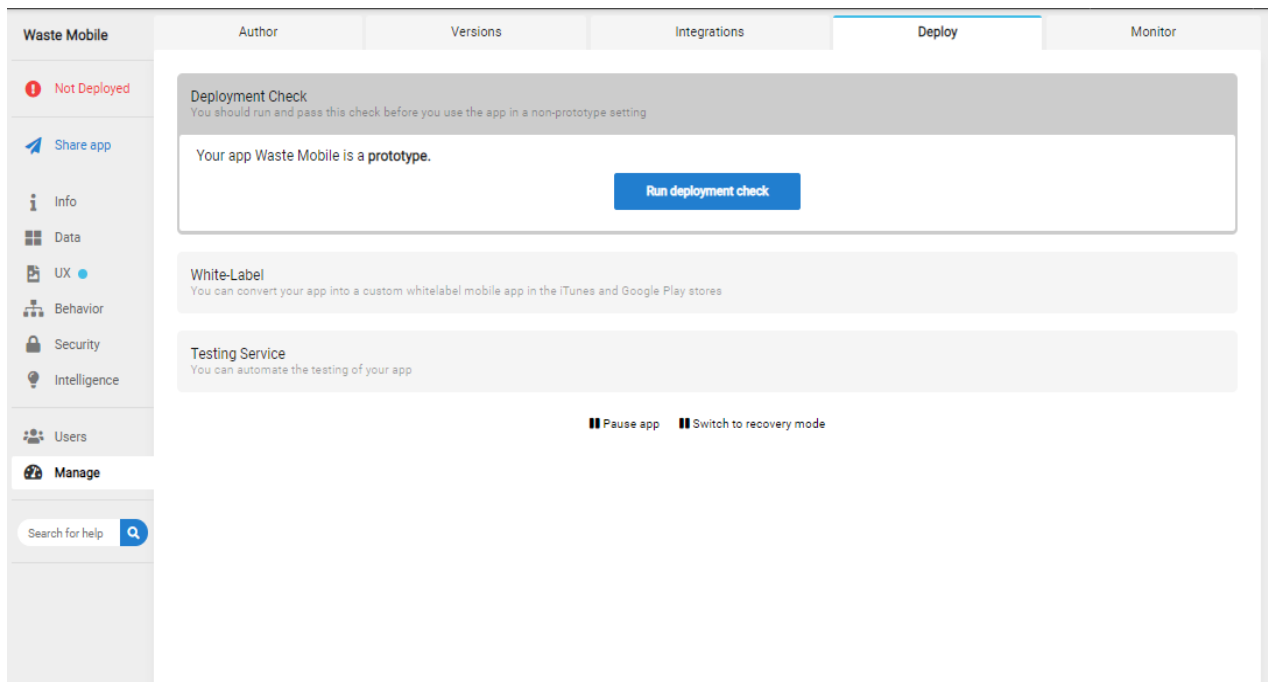 Waste Mobile
Author
Versions
Integrations
Deploy
Monitor
Not Deployed
Share app
Info
Data
UX
Behavior
Security
Intelligence
Users
Manage
Search for help
Deployment Check
You should run and pass this check before you use the app in a non-prototype setting
Your app Waste Mobile is a prototype.
Run deployment check
White-Label
You can convert your app into a custom whitelabel mobile app in the iTunes and Google Play stores
Testing Service
You can automate the testing of your app
Pause app
Switch to recovery mode